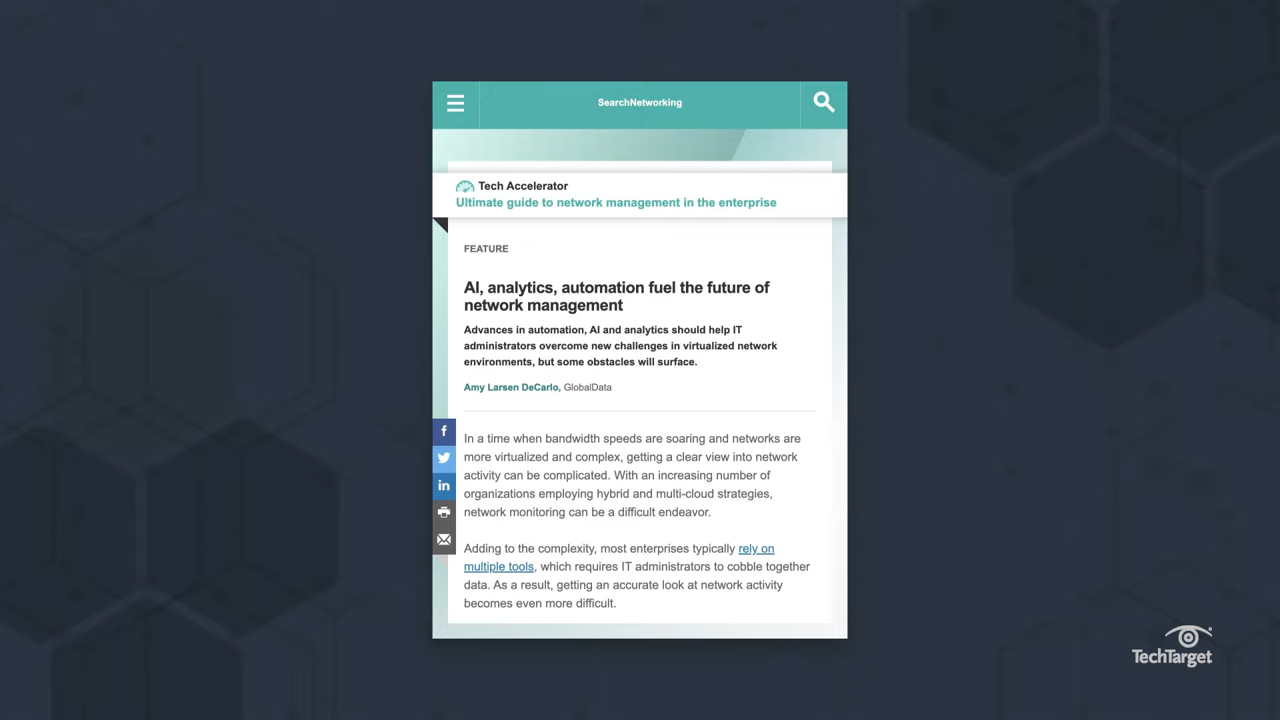 SearchNetworking
Tech Accelerator
Ultimate guide to network management in the enterprise
FEATURE
AI, analytics, automation fuel the future of
network management
Advances in automation, AI and analytics should help IT
administrators overcome new challenges in virtualized network
environments, but some obstacles will surface.
Amy Larsen DeCarlo, GlobalData
In a time when bandwidth speeds are soaring and networks are
more virtualized and complex, getting a clear view into network
activity can be complicated. With an increasing number of
organizations employing hybrid and multi-cloud strategies,
network monitoring can be a difficult endeavor.
Adding to the complexity, most enterprises typically rely on
multiple tools, which requires IT administrators to cobble together
data. As a result, getting an accurate look at network activity
becomes even more difficult.
TechTarget